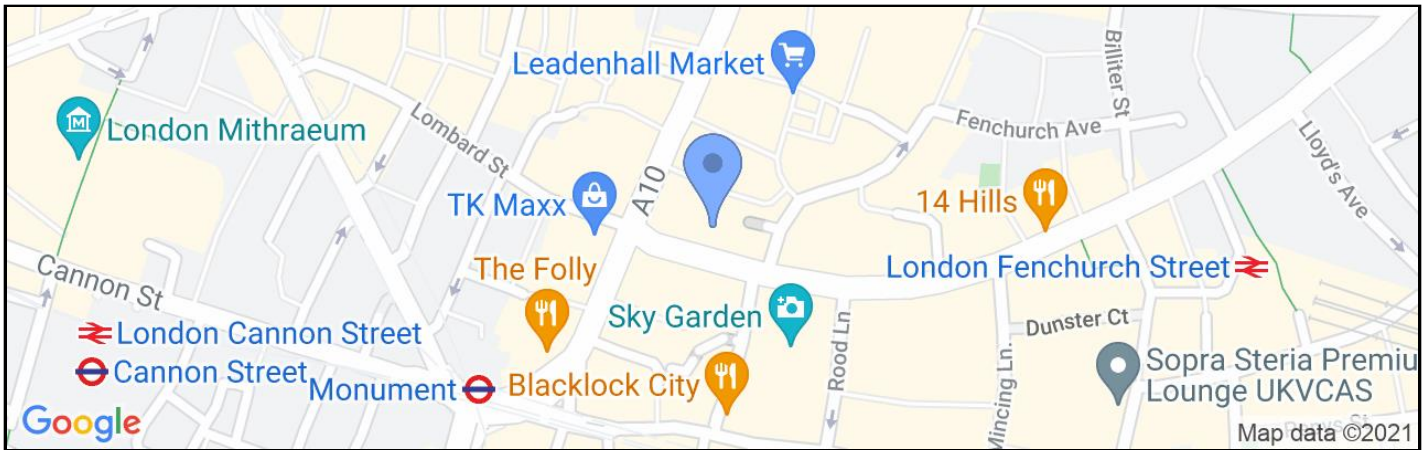 Leadenhall Market
Billiter St
London Mithraeum
Lombard St
Fenchurch Ave
Lloyd's Ave
TK Maxx
A10
14 Hills
Cannon St
The Folly
London Fenchurch Street
Sky Garden
London Cannon Street
Rood Ln
Dunster Ct
Cannon Street
Monument
Blacklock City
Mincing Ln.
Sopra Steria Premiu
Lounge UKVCAS
Google
Map data ©2021